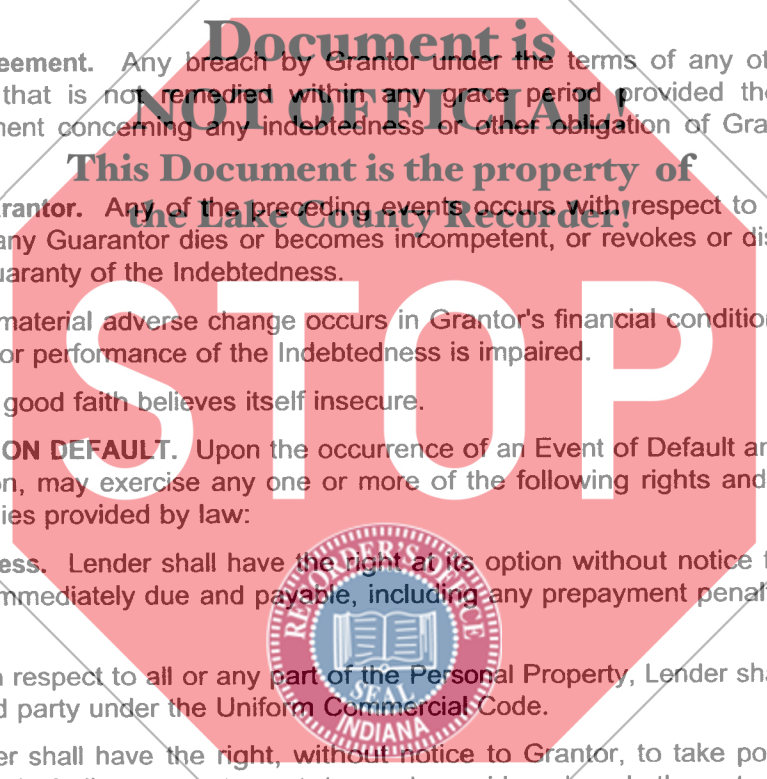 Document is
eement. Any breach by Grantor under the terms of any ot
NOT OFFICIAL!
that is not remedied within any grace period provided the
nent concerning any indebtedness or other obligation of Gra
This Document is the property of
rantor. Any of the preceding events occurs with respect to
the Lake County Recorder!
any Guarantor dies or becomes incompetent, or revokes or dis
uaranty of the Indebtedness.
material adverse change occurs in Grantor's financial condition
or performance of the Indebtedness is impaired.
STOP
good faith believes itself insecure.
ON DEFAULT. Upon the occurrence of an Event of Default an
on, may exercise any one or more of the following rights and
ies provided by law:
ess. Lender shall have the right at its option without notice
mmediately due and payable, including any prepayment penal
RECORDER'S OFFICE
n respect to all or any part of the Personal Property, Lender sha
SEAL
d party under the Uniform Commercial Code.
INDIANA
er shall have the right, without notice to Grantor, to take po